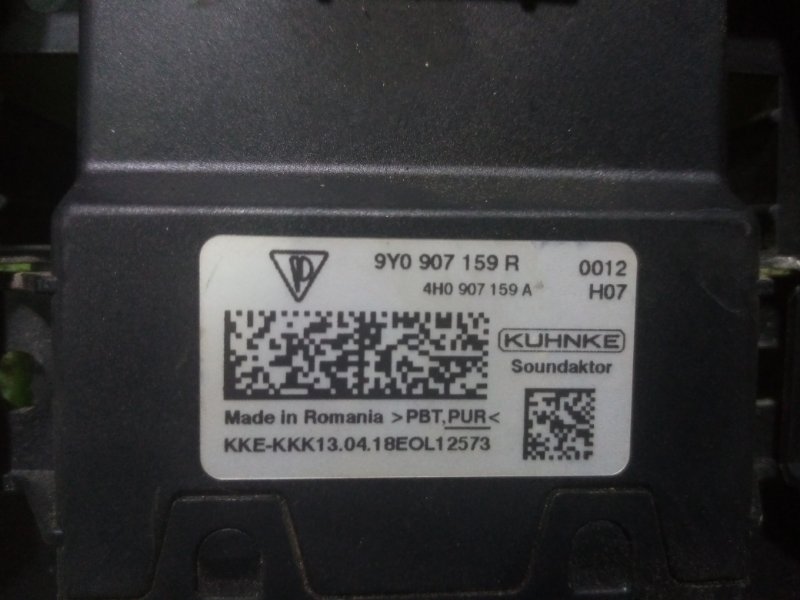 9Y0 907 159 R
0012
4H0 907 159 A
H07
KUHNKE
Soundaktor
Made in Romania >PBT,PUR<
KKE-KKK13.04.18EOL12573